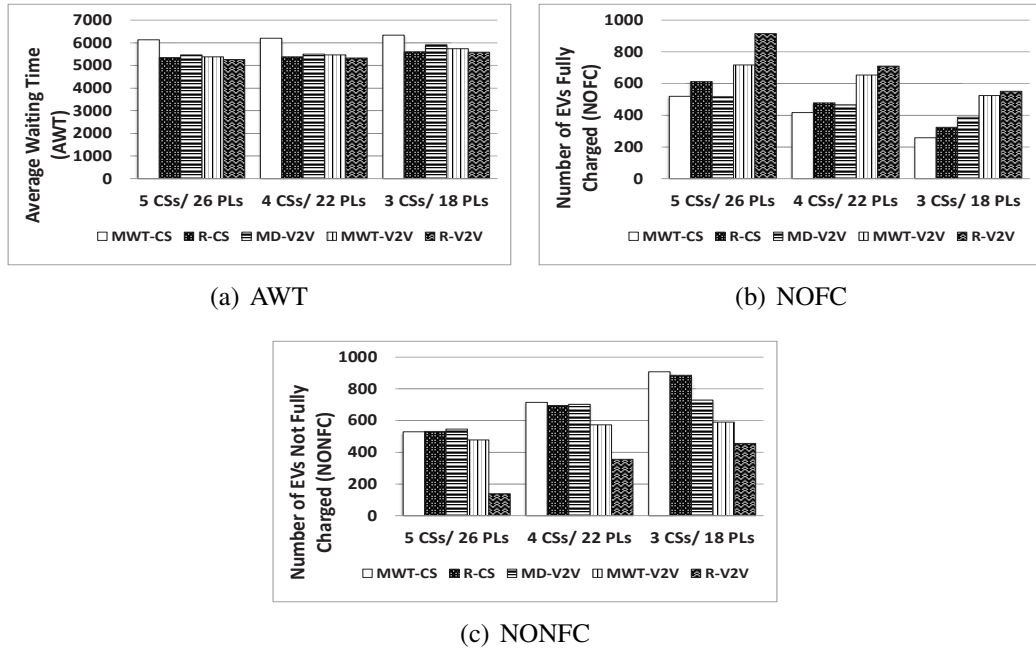 7000
6000
5000
4000
3000
2000
1000
0
Average Waiting Time
(AWT)
5 CSs/ 26 PLs 4 CSs/ 22 PLs 3 CSs/ 18 PLs
MWT-CS R-CS MD-V2V MWT-V2V R-V2V
(a) AWT
1000
800
600
400
200
0
Number of EVs Fully
Charged (NOFC)
5 CSs/ 26 PLs 4 CSs/ 22 PLs 3 CSs/ 18 PLs
MWT-CS R-CS MD-V2V MWT-V2V R-V2V
(b) NOFC
1000
800
600
400
200
0
Number of EVs Not Fully
Charged (NONFC)
5 CSs/ 26 PLs 4 CSs/ 22 PLs 3 CSs/ 18 PLs
MWT-CS R-CS MD-V2V MWT-V2V R-V2V
(c) NONFC